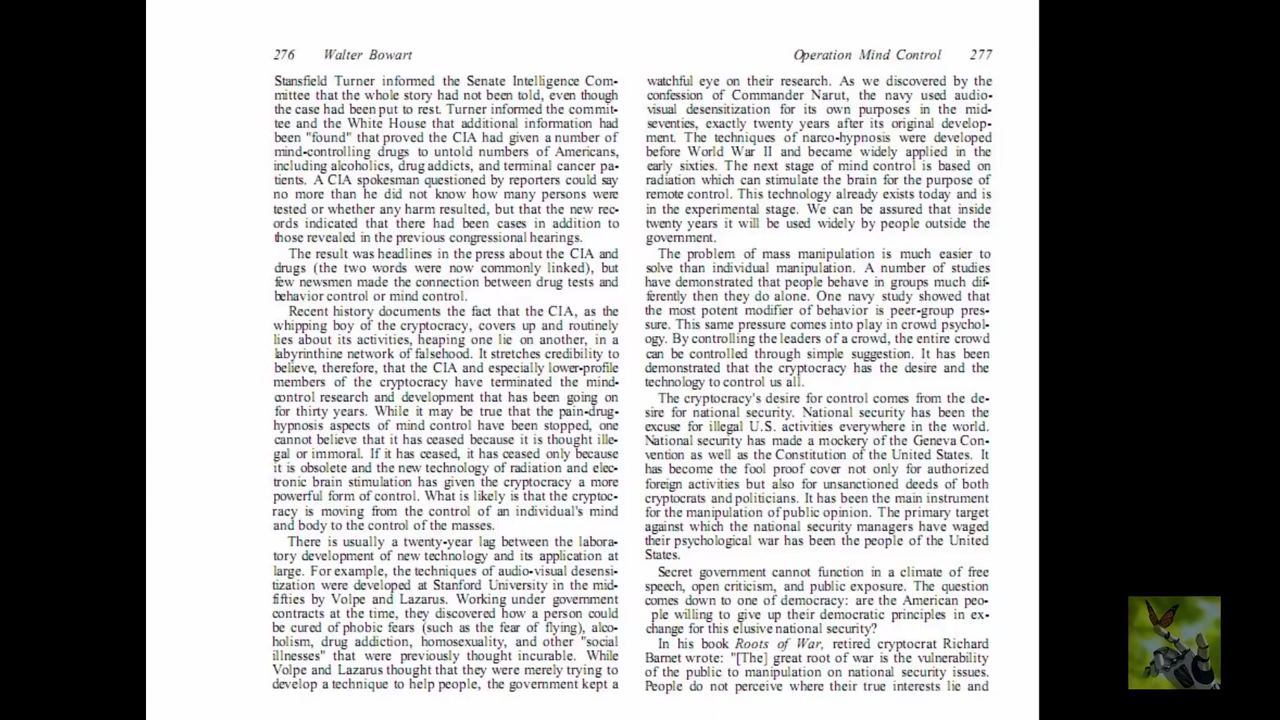 276 Walter Bowart
Stansfield Turner informed the Senate Intelligence Com-
mittee that the whole story had not been told, even though
the case had been put to rest. Turner informed the commit-
tee and the White House that additional information had
been "found" that proved the CIA had given a number of
mind-controlling drugs to untold numbers of Americans,
including alcoholics, drug addicts, and terminal cancer pa-
tients. A CIA spokesman questioned by reporters could say
no more than he did not know how many persons were
tested or whether any harm resulted, but that the new rec-
ords indicated that there had been cases in addition to
those revealed in the previous congressional hearings.
The result was headlines in the press about the CIA and
drugs (the two words were now commonly linked), but
few newsmen made the connection between drug tests and
behavior control or mind control.
Recent history documents the fact that the CIA, as the
whipping boy of the cryptocracy, covers up and routinely
lies about its activities, heaping one lie on another, in a
labyrinthine network of falsehood. It stretches credibility to
believe, therefore, that the CIA and especially lower-profile
members of the cryptocracy have terminated the mind-
control research and development that has been going on
for thirty years. While it may be true that the pain-drug-
hypnosis aspects of mind control have been stopped, one
cannot believe that it has ceased because it is thought ille-
gal or immoral. If it has ceased, it has ceased only because
it is obsolete and the new technology of radiation and elec-
tronic brain stimulation has given the cryptocracy a more
powerful form of control. What is likely is that the cryptoc-
racy is moving from the control of an individual's mind
and body to the control of the masses.
There is usually a twenty-year lag between the labora-
tory development of new technology and its application at
large. For example, the techniques of audio-visual desensi-
tization were developed at Stanford University in the mid-
fifties by Volpe and Lazarus. Working under government
contracts at the time, they discovered how a person could
be cured of phobic fears (such as the fear of flying), alco-
holism, drug addiction, homosexuality, and other "social
illnesses" that were previously thought incurable. While
Volpe and Lazarus thought that they were merely trying to
develop a technique to help people, the government kept a
Operation Mind Control 277
watchful eye on their research. As we discovered by the
confession of Commander Narut, the navy used audio-
visual desensitization for its own purposes in the mid-
seventies, exactly twenty years after its original develop-
ment. The techniques of narco-hypnosis were developed
before World War II and became widely applied in the
early sixties. The next stage of mind control is based on
radiation which can stimulate the brain for the purpose of
remote control. This technology already exists today and is
in the experimental stage. We can be assured that inside
twenty years it will be used widely by people outside the
government.
The problem of mass manipulation is much easier to
solve than individual manipulation. A number of studies
have demonstrated that people behave in groups much dif-
ferently then they do alone. One navy study showed that
the most potent modifier of behavior is peer-group pres-
sure. This same pressure comes into play in crowd psychol-
ogy. By controlling the leaders of a crowd, the entire crowd
can be controlled through simple suggestion. It has been
demonstrated that the cryptocracy has the desire and the
technology to control us all.
The cryptocracy's desire for control comes from the de-
sire for national security. National security has been the
excuse for illegal U.S. activities everywhere in the world.
National security has made a mockery of the Geneva Con-
vention as well as the Constitution of the United States. It
has become the fool proof cover not only for authorized
foreign activities but also for unsanctioned deeds of both
cryptocrats and politicians. It has been the main instrument
for the manipulation of public opinion. The primary target
against which the national security managers have waged
their psychological war has been the people of the United
States.
Secret government cannot function in a climate of free
speech, open criticism, and public exposure. The question
comes down to one of democracy: are the American peo-
ple willing to give up their democratic principles in ex-
change for this elusive national security?
In his book Roots of War, retired cryptocrat Richard
Barnet wrote: "[The] great root of war is the vulnerability
of the public to manipulation on national security issues.
People do not perceive where their true interests lie and